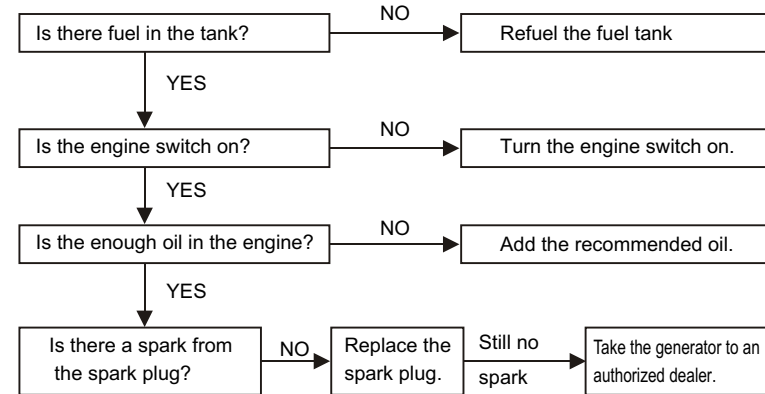 Is there fuel in the tank?
NO
Refuel the fuel tank
YES
Is the engine switch on?
NO
Turn the engine switch on.
YES
Is the enough oil in the engine?
NO
Add the recommended oil.
YES
Is there a spark from
the spark plug?
NO
Replace the
spark plug.
Still no
spark
Take the generator to an
authorized dealer.